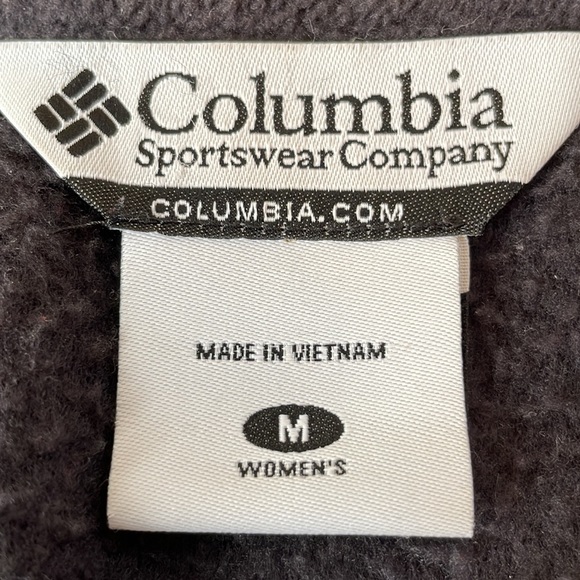 Columbia
Sportswear Company
COLUMBIA.COM
MADE IN VIETNAM
M
WOMEN'S